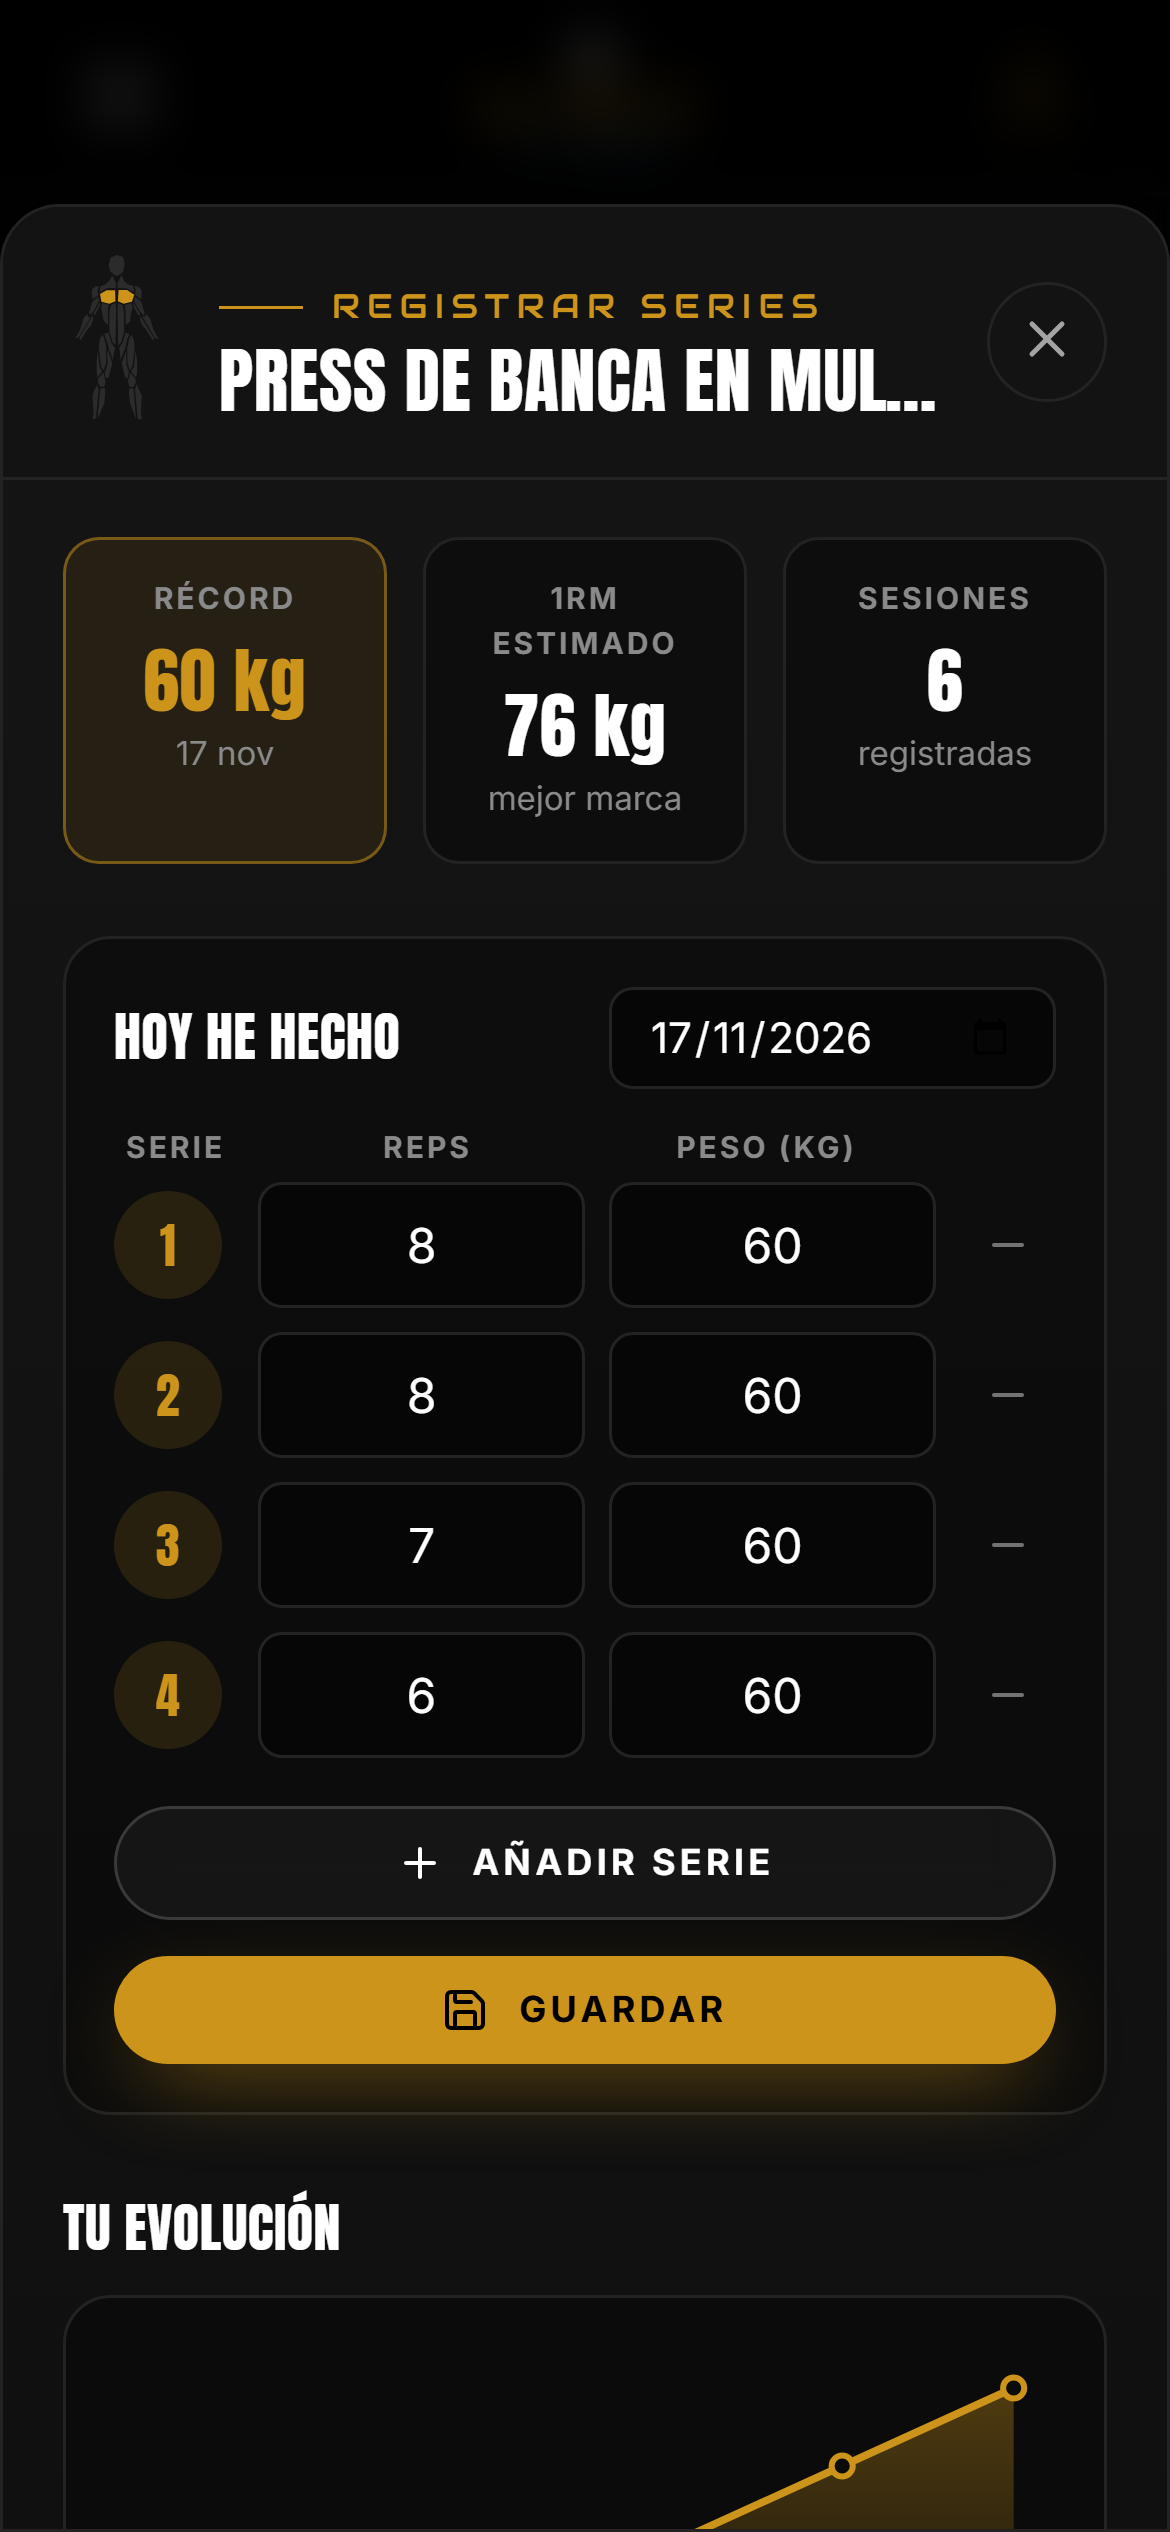 REGISTRAR SERIES
PRESS DE BANCA EN MUL...
RÉCORD
60 kg
17 nov
1RM
ESTIMADO
76 kg
mejor marca
SESIONES
6
registradas
HOY HE HECHO
17/11/2026
SERIE REPS PESO (KG)
1 8 60
2 8 60
3 7 60
4 6 60
AÑADIR SERIE
GUARDAR
TU EVOLUCIÓN